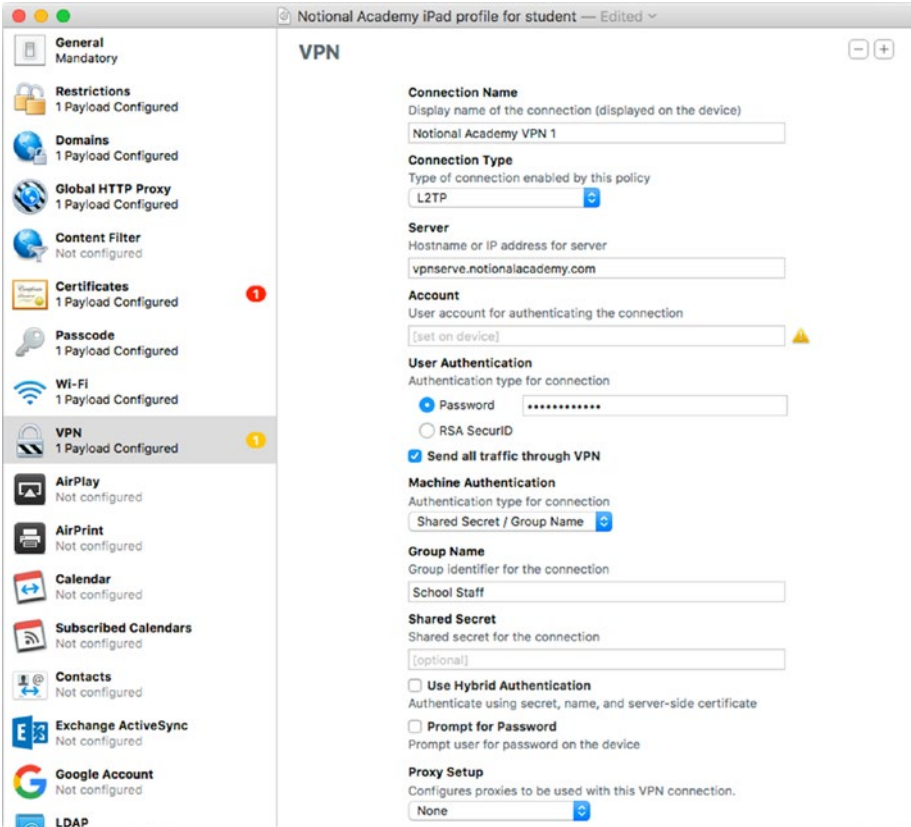 Notional Academy iPad profile for student — Edited
General
Mandatory
Restrictions
1 Payload Configured
Domains
1 Payload Configured
Global HTTP Proxy
1 Payload Configured
Content Filter
Not configured
Certificates
1 Payload Configured
1
Passcode
1 Payload Configured
Wi-Fi
1 Payload Configured
VPN
1 Payload Configured
1
AirPlay
Not configured
AirPrint
Not configured
Calendar
Not configured
Subscribed Calendars
Not configured
Contacts
Not configured
Exchange ActiveSync
Not configured
Google Account
Not configured
LDAP
VPN
Connection Name
Display name of the connection (displayed on the device)
Notional Academy VPN 1
Connection Type
Type of connection enabled by this policy
L2TP
Server
Hostname or IP address for server
vpnserve.notionalacademy.com
Account
User account for authenticating the connection
[set on device]
User Authentication
Authentication type for connection
Password ••••••••••••
RSA SecurID
Send all traffic through VPN
Machine Authentication
Authentication type for connection
Shared Secret / Group Name
Group Name
Group identifier for the connection
School Staff
Shared Secret
Shared secret for the connection
[optional]
Use Hybrid Authentication
Authenticate using secret, name, and server-side certificate
Prompt for Password
Prompt user for password on the device
Proxy Setup
Configures proxies to be used with this VPN connection.
None